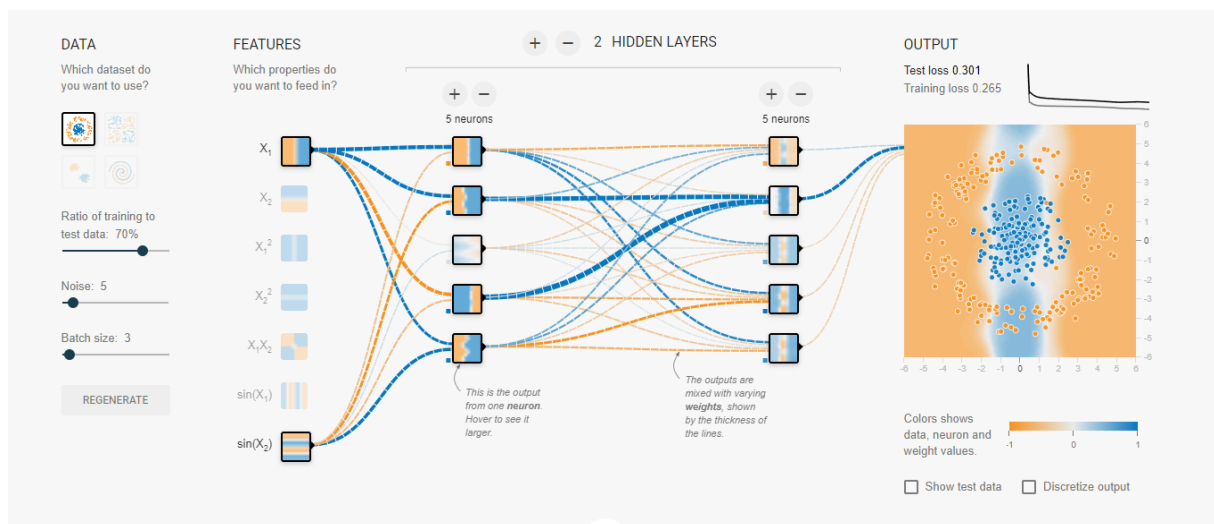 DATA
Which dataset do
you want to use?
Ratio of training to
test data: 70%
Noise: 5
Batch size: 3
REGENERATE
FEATURES
Which properties do
you want to feed in?
X1
X2
X1²
X2²
X1X2
sin(X1)
sin(X2)
+ − 2 HIDDEN LAYERS
+ −
5 neurons
This is the output
from one neuron.
Hover to see it
larger.
+ −
5 neurons
The outputs are
mixed with varying
weights, shown
by the thickness of
the lines.
OUTPUT
Test loss 0.301
Training loss 0.265
6
5
4
3
2
1
0
-1
-2
-3
-4
-5
-6
-6 -5 -4 -3 -2 -1 0 1 2 3 4 5 6
Colors shows
data, neuron and
weight values.
-1 0 1
Show test data Discretize output